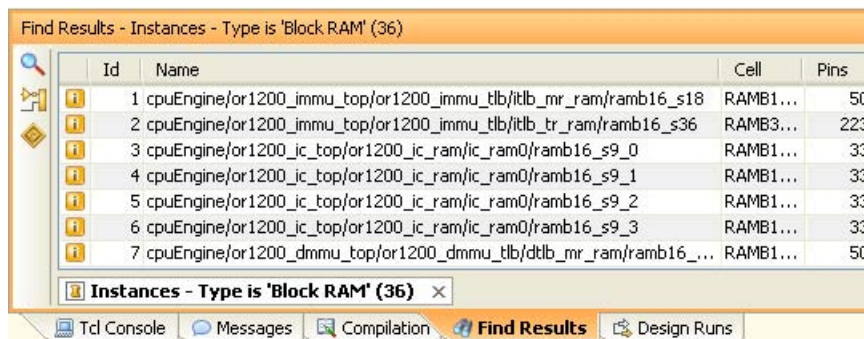 Find Results - Instances - Type is 'Block RAM' (36)
Id Name Cell Pins
1 cpuEngine/or1200_immu_top/or1200_immu_tlb/itlb_mr_ram/ramb16_s18 RAMB1... 50
2 cpuEngine/or1200_immu_top/or1200_immu_tlb/itlb_tr_ram/ramb16_s36 RAMB3... 223
3 cpuEngine/or1200_ic_top/or1200_ic_ram/ic_ram0/ramb16_s9_0 RAMB1... 33
4 cpuEngine/or1200_ic_top/or1200_ic_ram/ic_ram0/ramb16_s9_1 RAMB1... 33
5 cpuEngine/or1200_ic_top/or1200_ic_ram/ic_ram0/ramb16_s9_2 RAMB1... 33
6 cpuEngine/or1200_ic_top/or1200_ic_ram/ic_ram0/ramb16_s9_3 RAMB1... 33
7 cpuEngine/or1200_dmmu_top/or1200_dmmu_tlb/dtlb_mr_ram/ramb16_... RAMB1... 50
Instances - Type is 'Block RAM' (36)
Tcl Console Messages Compilation Find Results Design Runs